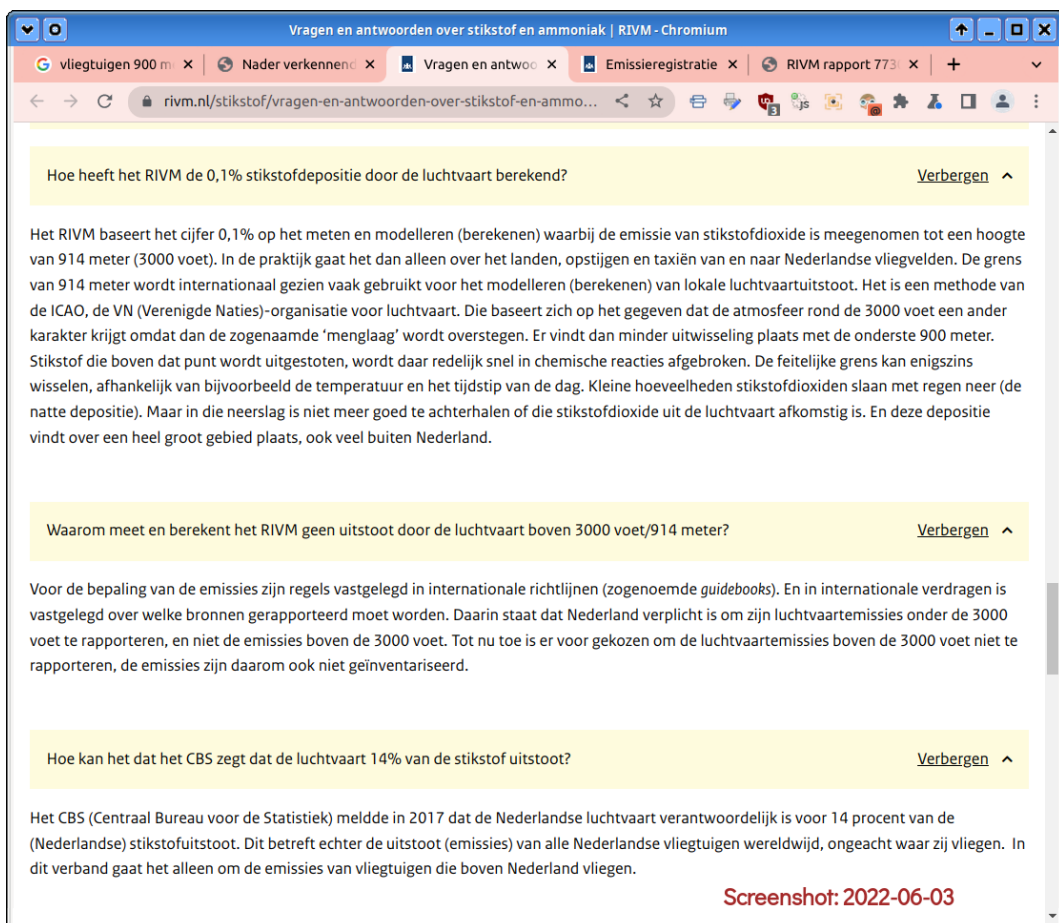 Vragen en antwoorden over stikstof en ammoniak | RIVM - Chromium
vliegtuigen 900 m
Nader verkennend
Vragen en antwoo
Emissieregistratie
RIVM rapport 773
rivm.nl/stikstof/vragen-en-antwoorden-over-stikstof-en-ammo...
3
js
Hoe heeft het RIVM de 0,1% stikstofdepositie door de luchtvaart berekend?
Verbergen
Het RIVM baseert het cijfer 0,1% op het meten en modelleren (berekenen) waarbij de emissie van stikstofdioxide is meegenomen tot een hoogte
van 914 meter (3000 voet). In de praktijk gaat het dan alleen over het landen, opstijgen en taxiën van en naar Nederlandse vliegvelden. De grens
van 914 meter wordt internationaal gezien vaak gebruikt voor het modelleren (berekenen) van lokale luchtvaartuitstoot. Het is een methode van
de ICAO, de VN (Verenigde Naties)-organisatie voor luchtvaart. Die baseert zich op het gegeven dat de atmosfeer rond de 3000 voet een ander
karakter krijgt omdat dan de zogenaamde ‘menglaag’ wordt overstegen. Er vindt dan minder uitwisseling plaats met de onderste 900 meter.
Stikstof die boven dat punt wordt uitgestoten, wordt daar redelijk snel in chemische reacties afgebroken. De feitelijke grens kan enigszins
wisselen, afhankelijk van bijvoorbeeld de temperatuur en het tijdstip van de dag. Kleine hoeveelheden stikstofdioxiden slaan met regen neer (de
natte depositie). Maar in die neerslag is niet meer goed te achterhalen of die stikstofdioxide uit de luchtvaart afkomstig is. En deze depositie
vindt over een heel groot gebied plaats, ook veel buiten Nederland.
Waarom meet en berekent het RIVM geen uitstoot door de luchtvaart boven 3000 voet/914 meter?
Verbergen
Voor de bepaling van de emissies zijn regels vastgelegd in internationale richtlijnen (zogenoemde guidebooks). En in internationale verdragen is
vastgelegd over welke bronnen gerapporteerd moet worden. Daarin staat dat Nederland verplicht is om zijn luchtvaartemissies onder de 3000
voet te rapporteren, en niet de emissies boven de 3000 voet. Tot nu toe is er voor gekozen om de luchtvaartemissies boven de 3000 voet niet te
rapporteren, de emissies zijn daarom ook niet geïnventariseerd.
Hoe kan het dat het CBS zegt dat de luchtvaart 14% van de stikstof uitstoot?
Verbergen
Het CBS (Centraal Bureau voor de Statistiek) meldde in 2017 dat de Nederlandse luchtvaart verantwoordelijk is voor 14 procent van de
(Nederlandse) stikstofuitstoot. Dit betreft echter de uitstoot (emissies) van alle Nederlandse vliegtuigen wereldwijd, ongeacht waar zij vliegen. In
dit verband gaat het alleen om de emissies van vliegtuigen die boven Nederland vliegen.
Screenshot: 2022-06-03